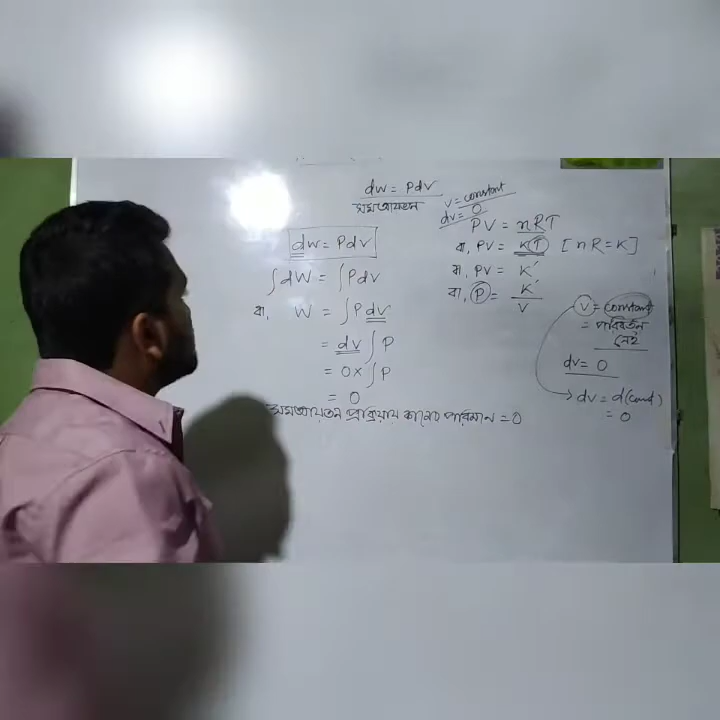 dw = Pdv
সমআয়তন
v = constant
dv = 0
dw = Pdv
∫dW = ∫Pdv
বা, W = ∫P dv
= dv ∫P
= 0 × ∫P
= 0
সমআয়তন প্রক্রিয়ায় কাজের পরিমান = 0
PV = nRT
বা, PV = KT [nR = K]
বা, PV = K′
বা, P = K′/V
v = constant
= পরিবর্তন
নেই
dv = 0
dv = d(const)
= 0